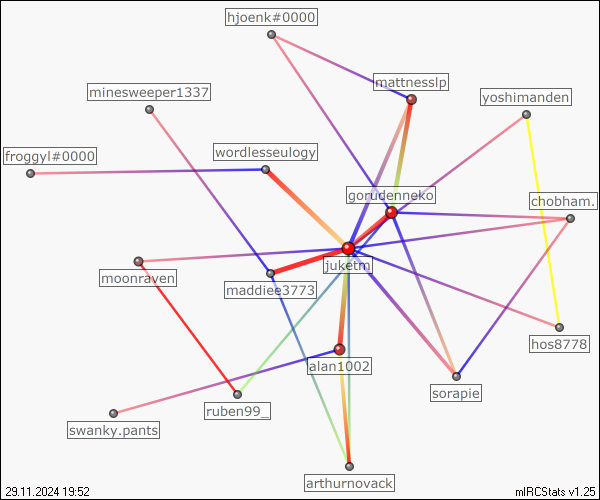 hjoenk#0000
mattnesslp
minesweeper1337
yoshimanden
wordlesseulogy
froggyl#0000
gorudenneko
chobham.
juketm
moonraven
maddiee3773
hos8778
alan1002
sorapie
ruben99_
swanky.pants
arthurnovack
29.11.2024 19:52
mIRCStats v1.25